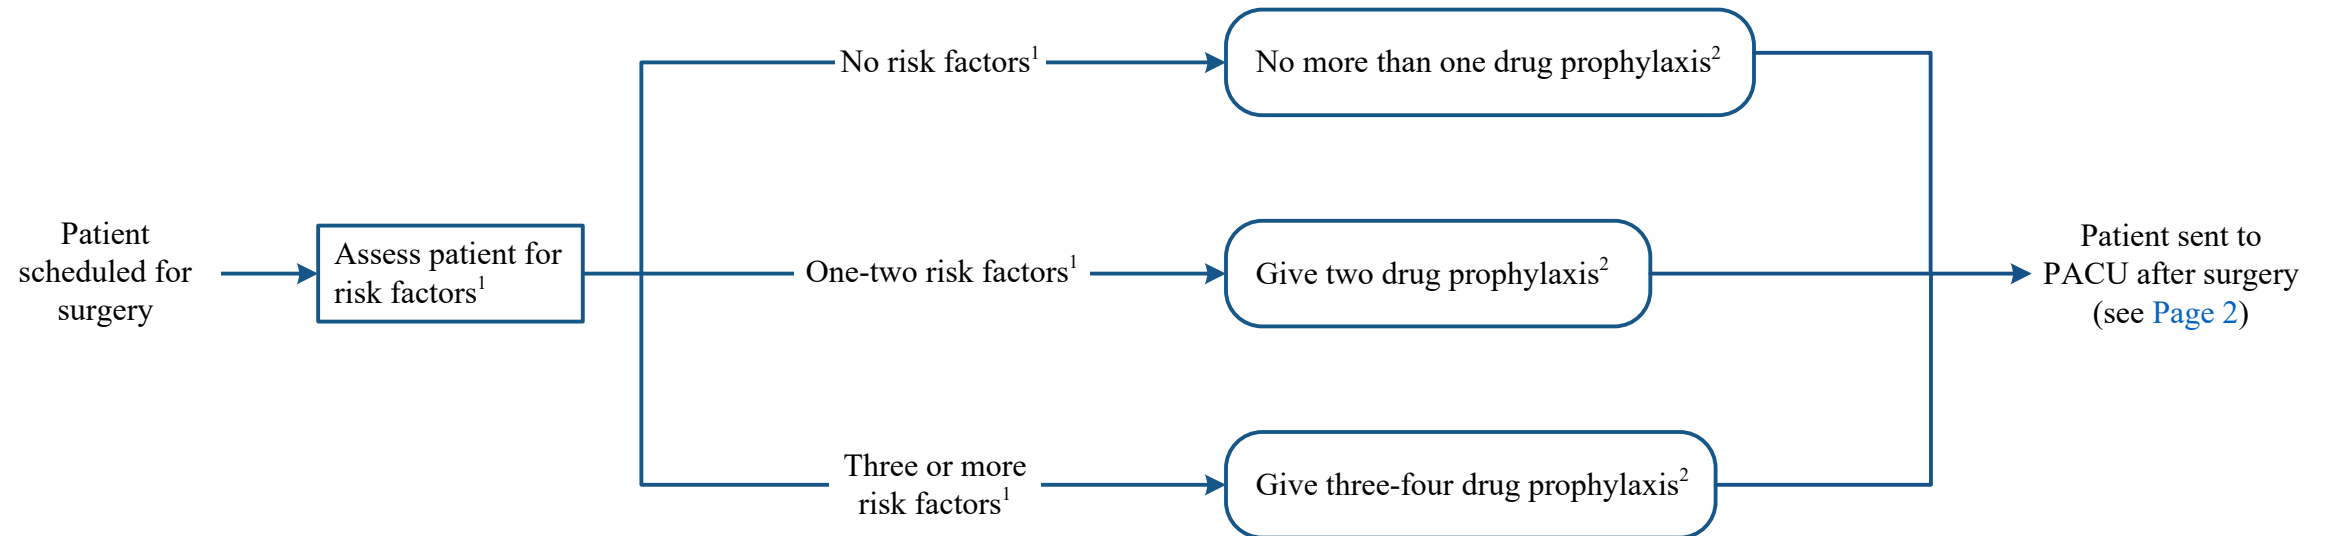 No risk factors¹
No more than one drug prophylaxis²
Patient
scheduled for
surgery
Assess patient for
risk factors¹
One-two risk factors¹
Give two drug prophylaxis²
Patient sent to
PACU after surgery
(see Page 2)
Three or more
risk factors¹
Give three-four drug prophylaxis²